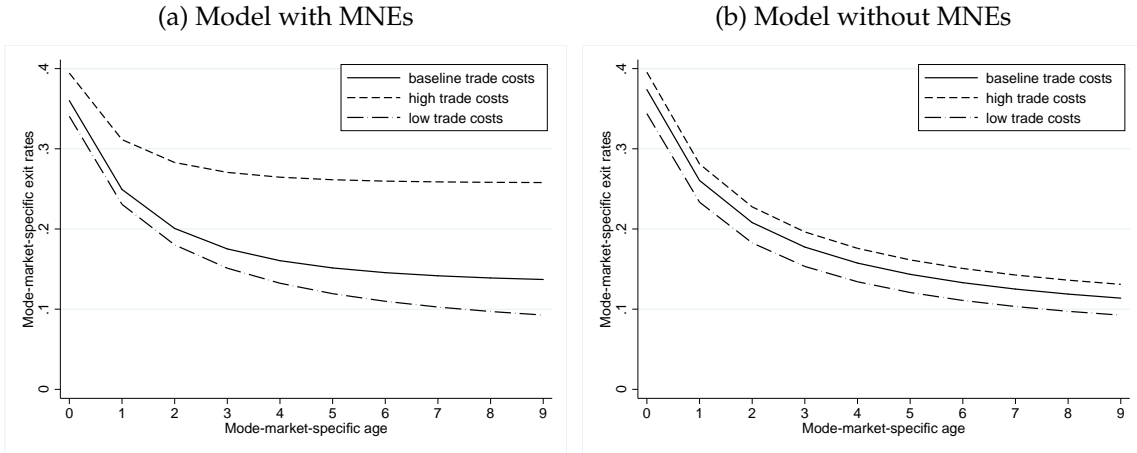 (a) Model with MNEs
(b) Model without MNEs
Mode-market-specific exit rates
.4
.3
.2
.1
0
baseline trade costs
high trade costs
low trade costs
0 1 2 3 4 5 6 7 8 9
Mode-market-specific age
Mode-market-specific exit rates
.4
.3
.2
.1
0
baseline trade costs
high trade costs
low trade costs
0 1 2 3 4 5 6 7 8 9
Mode-market-specific age